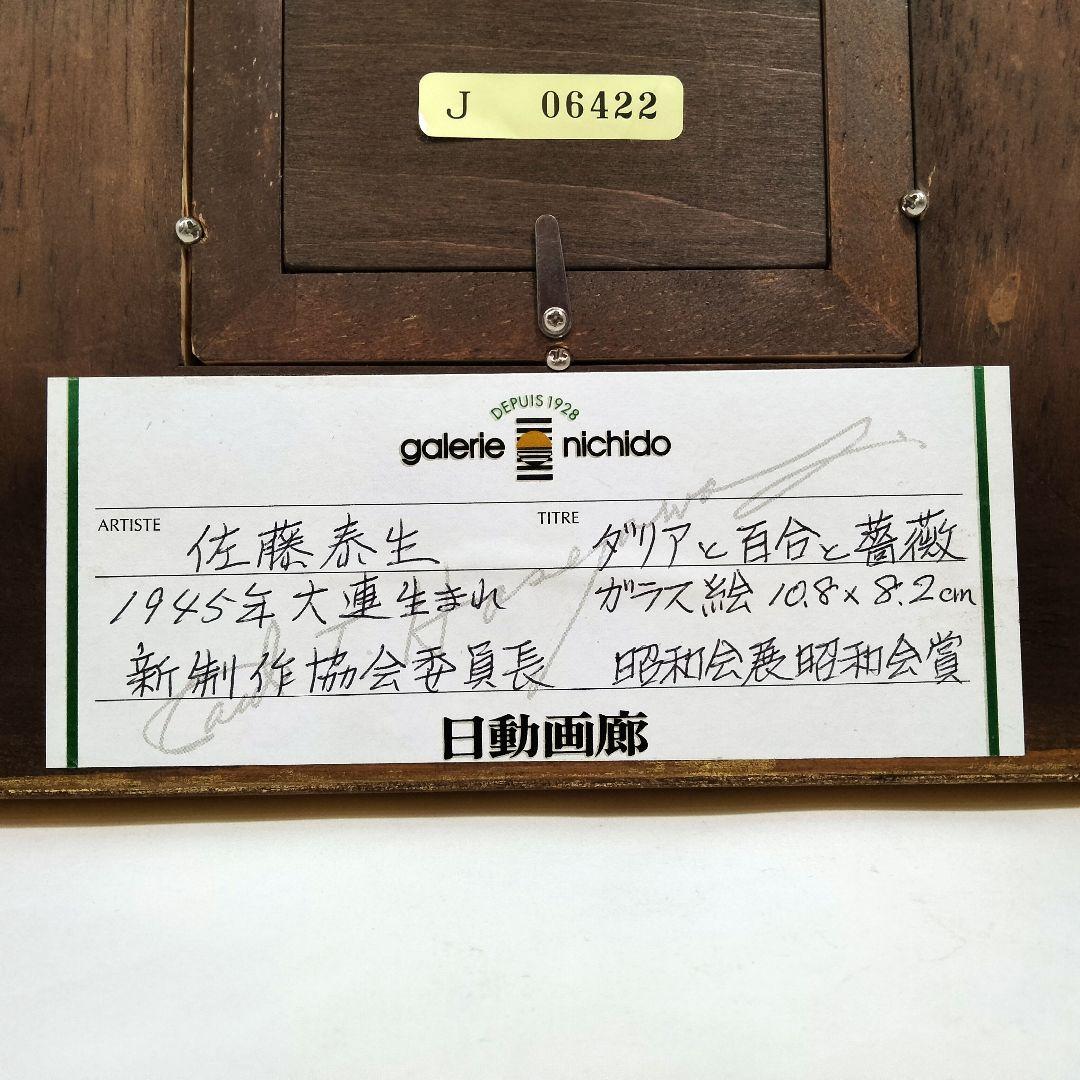 J 06422
DEPUIS 1928
galerie nichido
ARTISTE 佐藤泰生 TITRE ダリアと百合と薔薇
1945年大連生まれ ガラス絵 10.8×8.2cm
新制作協会委員長 昭和会展昭和会賞
日動画廊